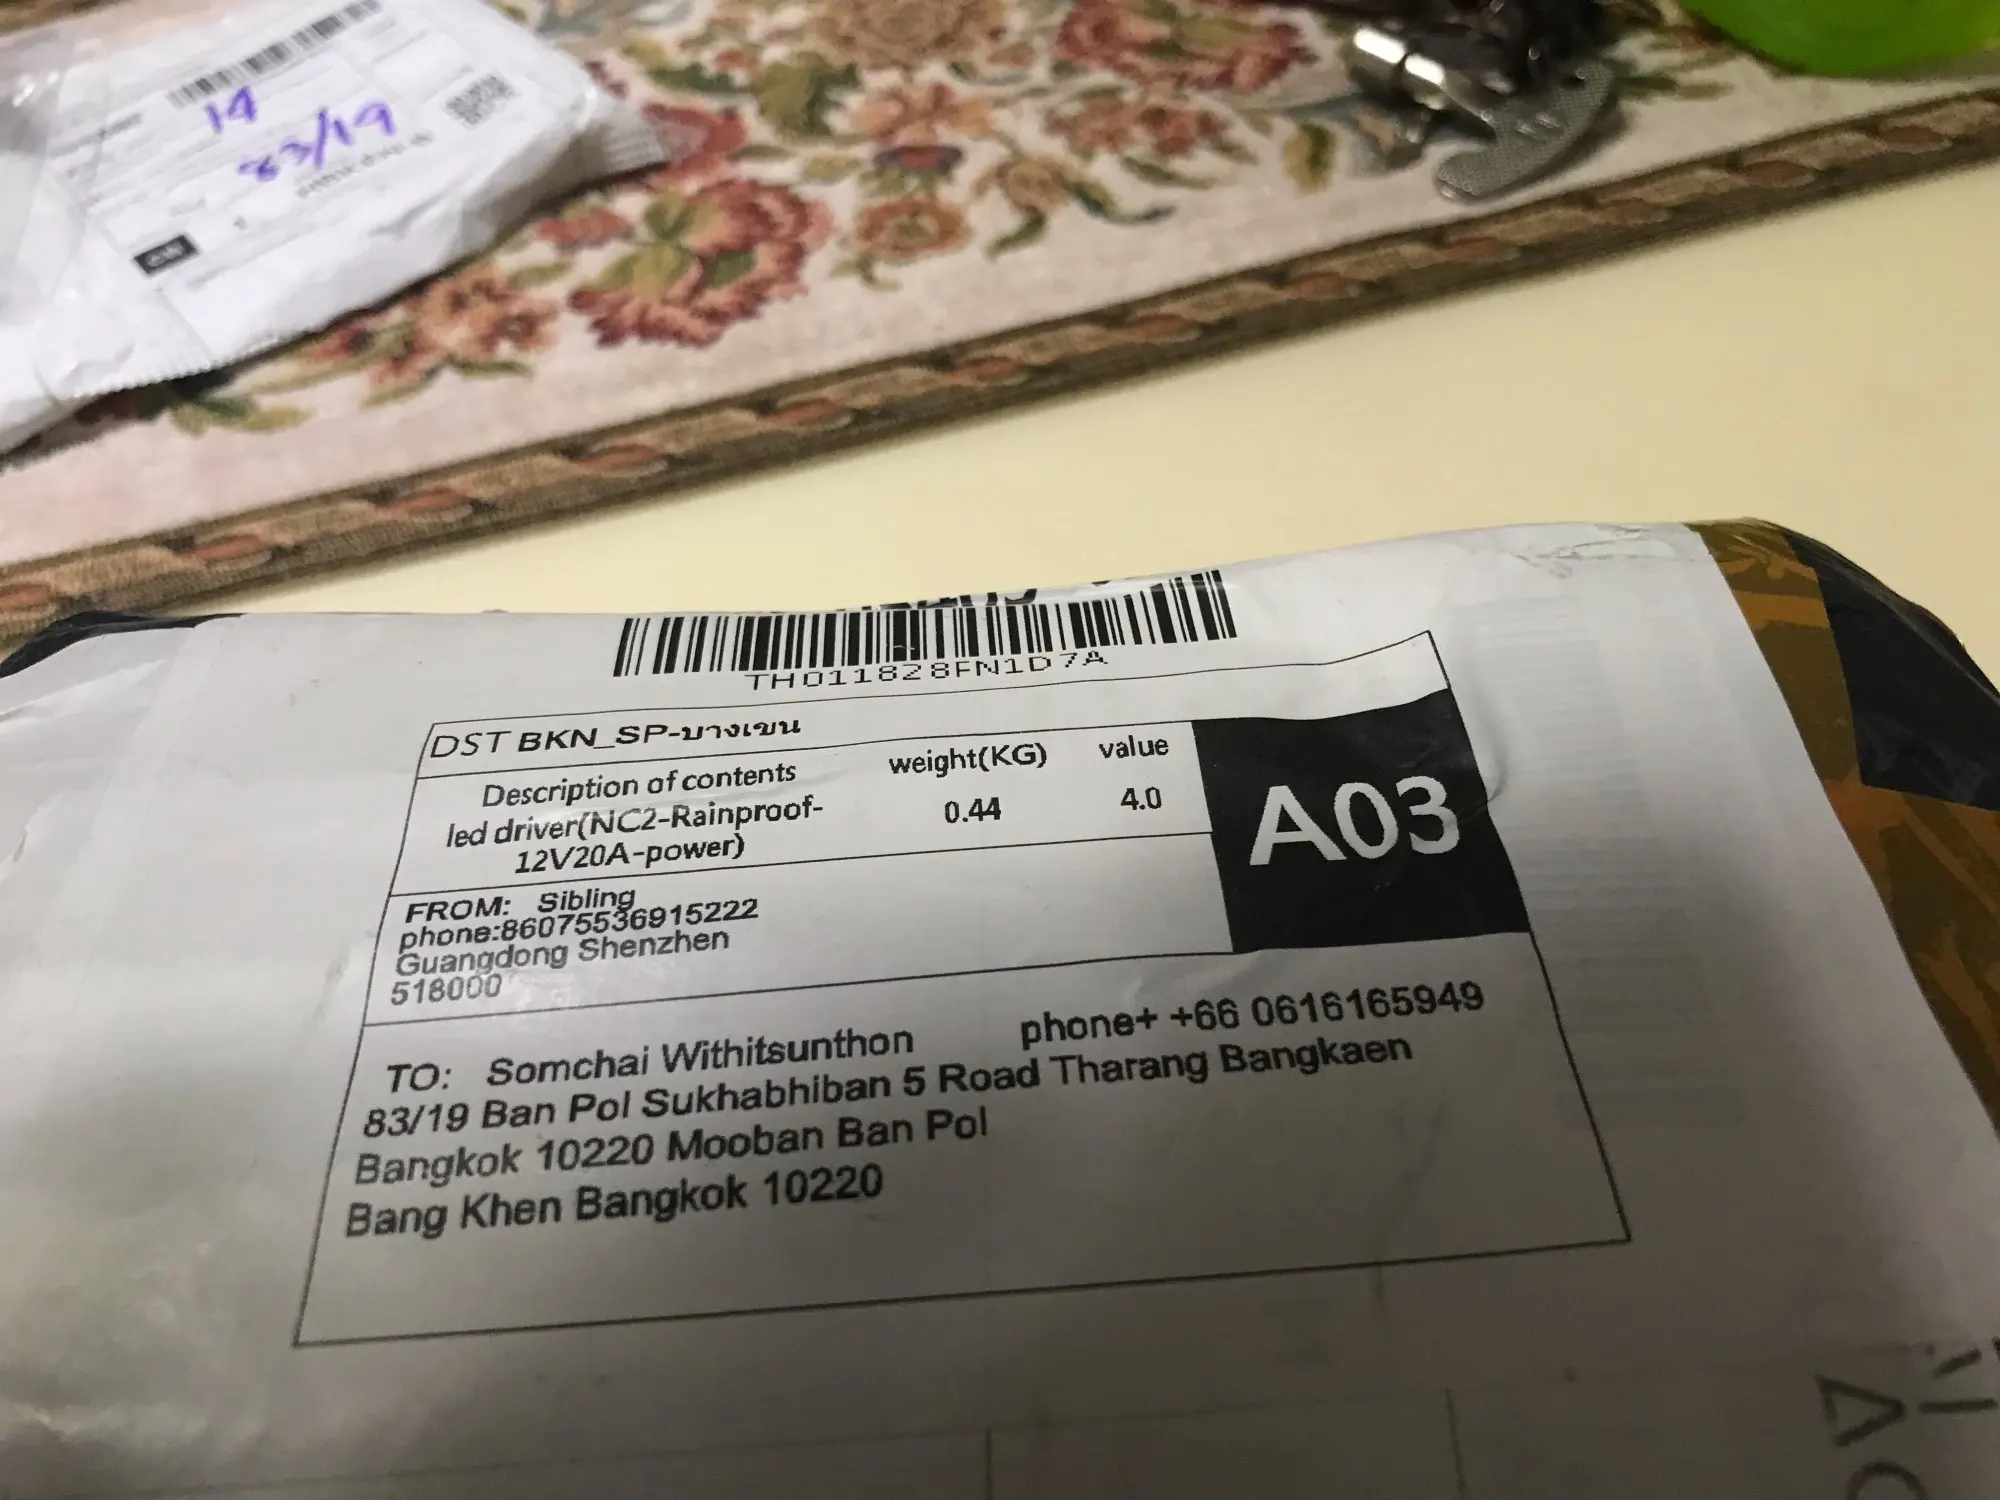 14
83/19
TH011828FN1D7A
DST BKN_SP-บางเขน
Description of contents weight(KG) value
led driver(NC2-Rainproof-12V20A-power) 0.44 4.0
A03
FROM: Sibling
phone:86075536915222
Guangdong Shenzhen
518000
TO: Somchai Withitsunthon phone+ +66 0616165949
83/19 Ban Pol Sukhabhiban 5 Road Tharang Bangkaen
Bangkok 10220 Mooban Ban Pol
Bang Khen Bangkok 10220